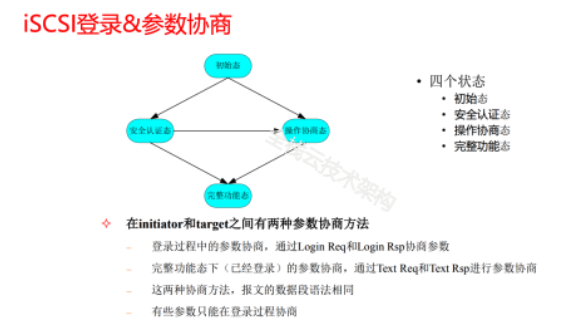 iSCSI登录&参数协商
初始态
安全认证态
操作协商态
完整功能态
• 四个状态
• 初始态
• 安全认证态
• 操作协商态
• 完整功能态
全栈云技术架构
✧ 在initiator和target之间有两种参数协商方法
– 登录过程中的参数协商，通过Login Req和Login Rsp协商参数
– 完整功能态下（已经登录）的参数协商，通过Text Req和Text Rsp进行参数协商
– 这两种协商方法，报文的数据段语法相同
– 有些参数只能在登录过程协商